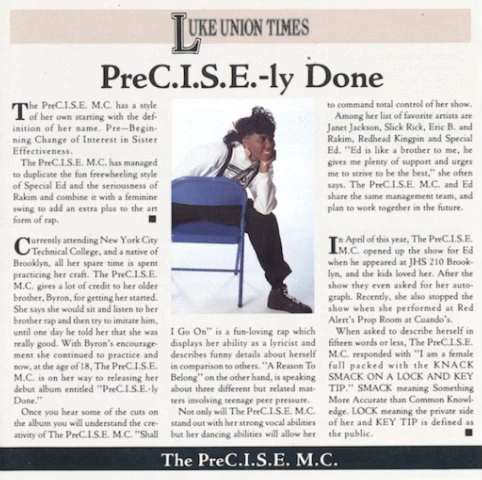 LUKE UNION TIMES
PreC.I.S.E.-ly Done
The PreC.I.S.E. M.C. has a style
of her own starting with the def-
inition of her name. Pre—Begin-
ning Change of Interest in Sister
Effectiveness.
The PreC.I.S.E. M.C. has managed
to duplicate the fun freewheeling style
of Special Ed and the seriousness of
Rakim and combine it with a feminine
swing to add an extra plus to the art
form of rap.
Currently attending New York City
Technical College, and a native of
Brooklyn, all her spare time is spent
practicing her craft. The PreC.I.S.E.
M.C. gives a lot of credit to her older
brother, Byron, for getting her started.
She says she would sit and listen to her
brother rap and then try to imitate him,
until one day he told her that she was
really good. With Byron's encourage-
ment she continued to practice and
now, at the age of 18, The PreC.I.S.E.
M.C. is on her way to releasing her
debut album entitled "PreC.I.S.E-ly
Done."
Once you hear some of the cuts on
the album you will understand the cre-
ativity of The PreC.I.S.E. M.C. "Shall
I Go On" is a fun-loving rap which
displays her ability as a lyricist and
describes funny details about herself
in comparison to others. "A Reason To
Belong" on the other hand, is speaking
about three different but related mat-
ters involving teenage peer pressure.
Not only will The PreC.I.S.E. M.C.
stand out with her strong vocal abilities
but her dancing abilities will allow her
to command total control of her show.
Among her list of favorite artists are
Janet Jackson, Slick Rick, Eric B. and
Rakim, Redhead Kingpin and Special
Ed. "Ed is like a brother to me, he
gives me plenty of support and urges
me to strive to be the best," she often
says. The PreC.I.S.E. M.C. and Ed
share the same management team, and
plan to work together in the future.
In April of this year, The PreC.I.S.E.
M.C. opened up the show for Ed
when he appeared at JHS 210 Brook-
lyn, and the kids loved her. After the
show they even asked for her auto-
graph. Recently, she also stopped the
show when she performed at Red
Alert's Prop Room at Cuando's.
When asked to describe herself in
fifteen words or less, The PreC.I.S.E.
M.C. responded with "I am a female
full packed with the KNACK
SMACK ON A LOCK AND KEY
TIP." SMACK meaning Something
More Accurate than Common Knowl-
edge. LOCK meaning the private side
of her and KEY TIP is defined as
the public.
The PreC.I.S.E. M.C.